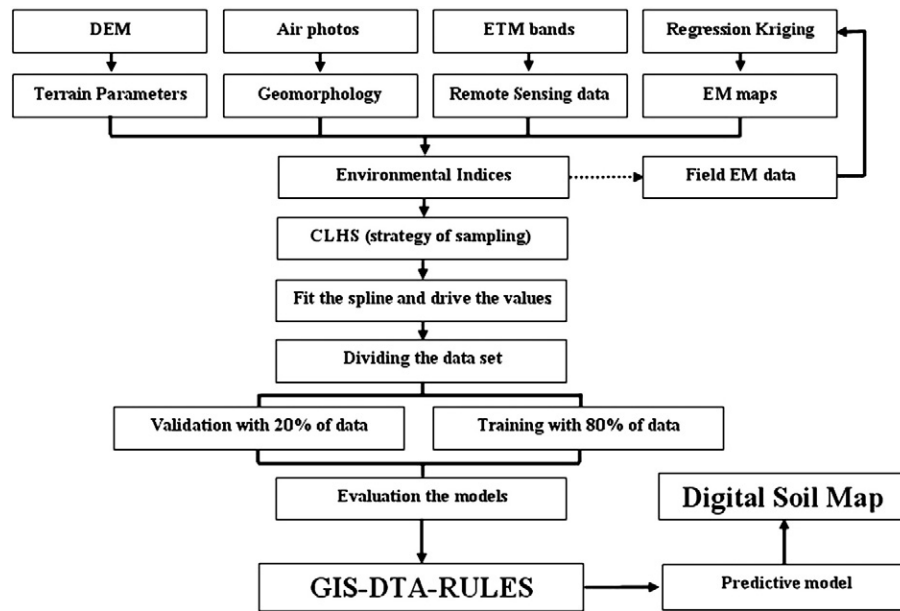 DEM
Air photos
ETM bands
Regression Kriging
Terrain Parameters
Geomorphology
Remote Sensing data
EM maps
Environmental Indices
Field EM data
CLHS (strategy of sampling)
Fit the spline and drive the values
Dividing the data set
Validation with 20% of data
Training with 80% of data
Evaluation the models
Digital Soil Map
GIS-DTA-RULES
Predictive model